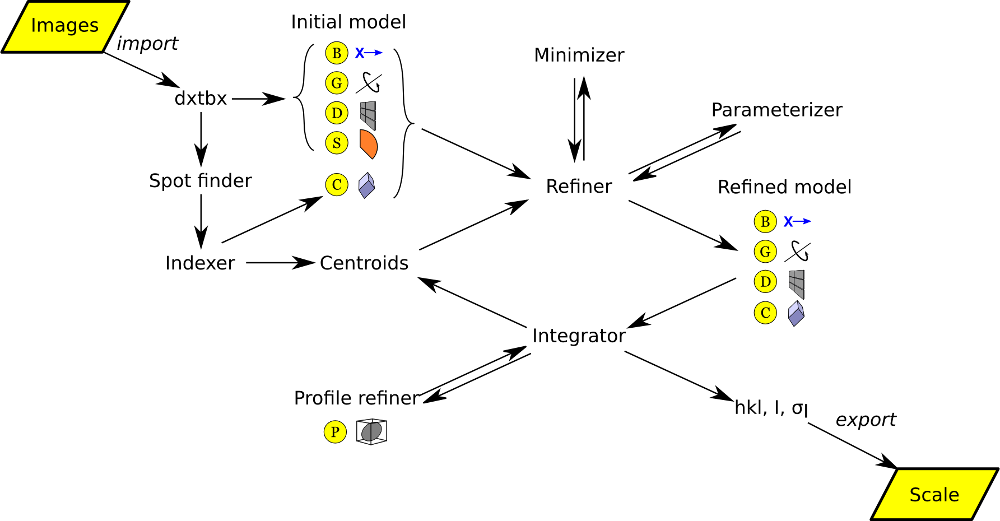 Images
import
Initial model
B X
G
D
S
C
dxtbx
Spot finder
Indexer
Centroids
Minimizer
Parameterizer
Refiner
Refined model
B X
G
D
C
Integrator
Profile refiner
P
hkl, I, σI
export
Scale